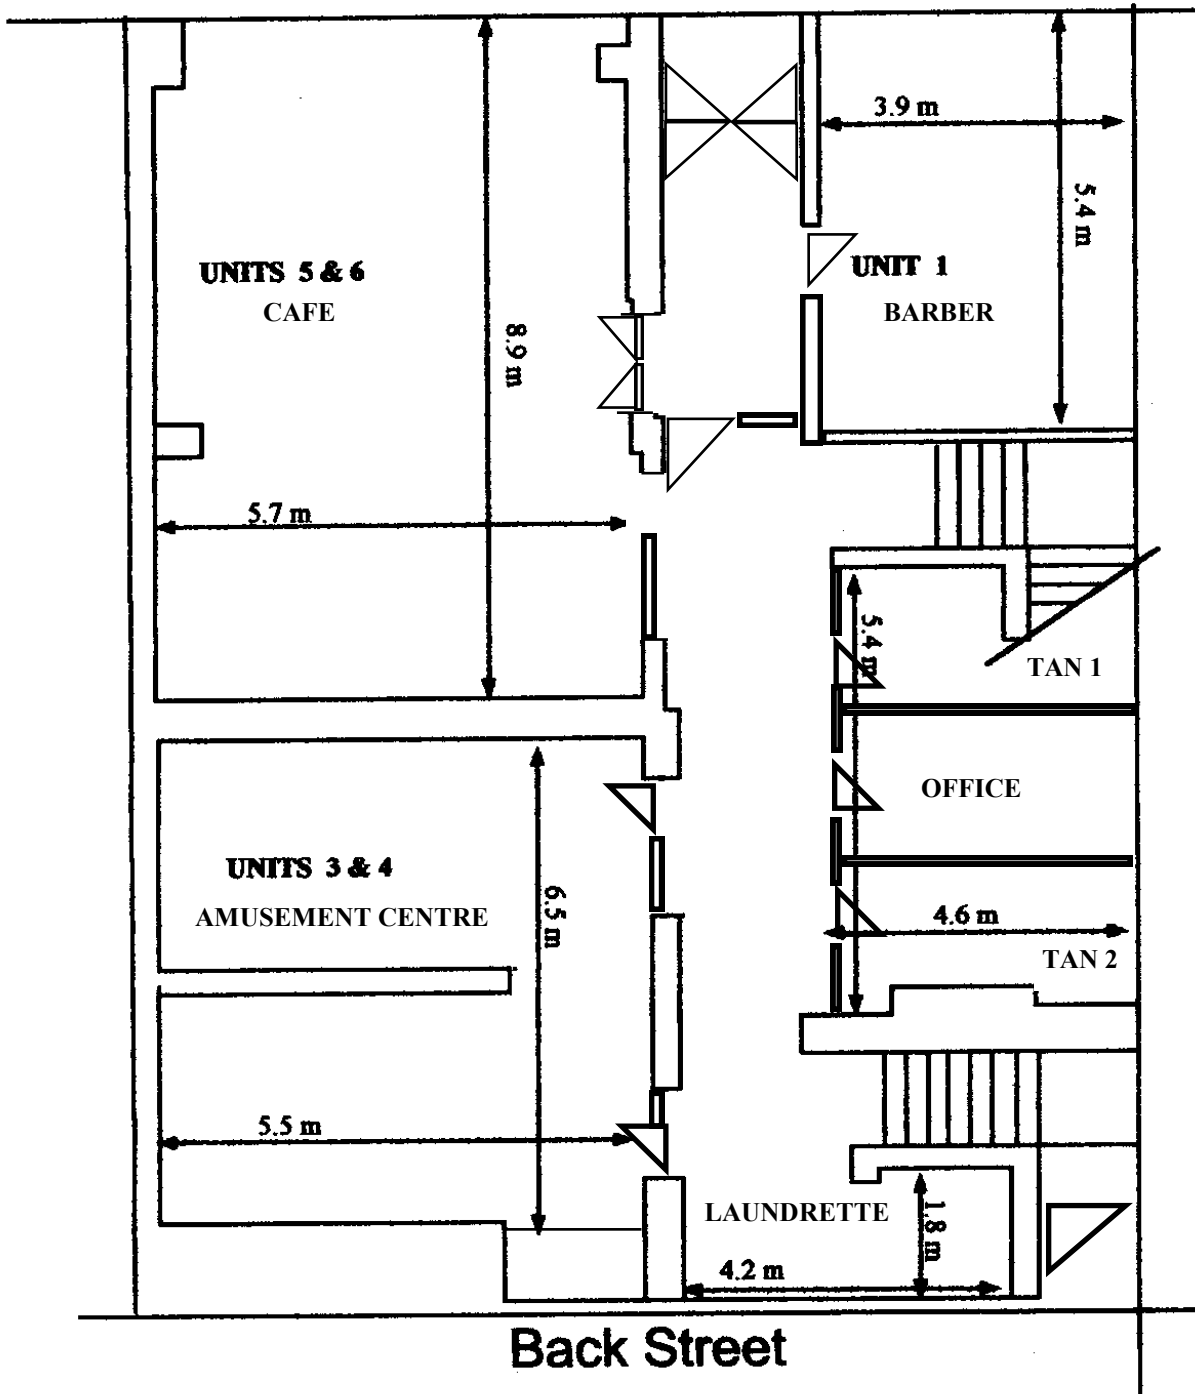 3.9 m
5.4 m
UNITS 5 & 6
CAFE
UNIT 1
BARBER
8.9 m
5.7 m
5.4 m
TAN 1
OFFICE
UNITS 3 & 4
AMUSEMENT CENTRE
6.5 m
4.6 m
TAN 2
5.5 m
LAUNDRETTE
1.8 m
4.2 m
Back Street